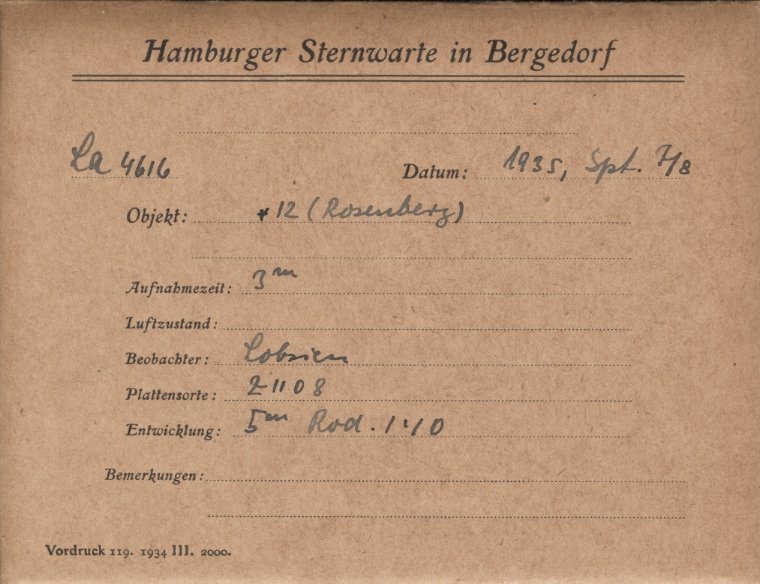 Hamburger Sternwarte in Bergedorf
La 4616 Datum: 1935, Spt. 7/8
Objekt: * 12 (Rosenberg)
Aufnahmezeit: 3ᵐ
Luftzustand:
Beobachter: Lobsien
Plattensorte: Z 1108
Entwicklung: 5ᵐ Rod. 1:10
Bemerkungen:
Vordruck 119. 1934 III. 2000.